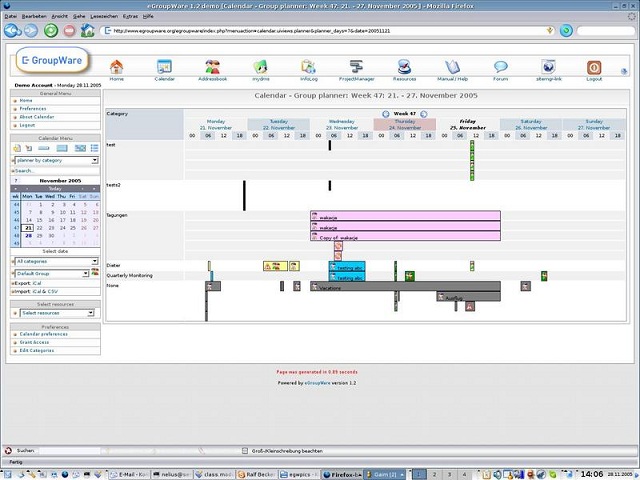 eGroupWare 1.2 demo [Calendar - Group planner: Week 47: 21. - 27. November 2005 ] - Mozilla Firefox
Datei Bearbeiten Ansicht Gehe Lesezeichen Extras Hilfe
http://www.egroupware.org/egroupware/index.php?menuaction=calendar.uiviews.planner&planner_days=7&date=20051121
eGroupWare
Home
Calendar
Addressbook
mydms
InfoLog
ProjectManager
Resources
Manual / Help
Forum
sitemgr-link
Logout
Demo Account - Monday 28.11.2005
General Menu
Home
Preferences
About Calendar
Logout
Calendar Menu
planner by category
Search...
? November 2005
« ‹ Today › »
wk Mon Tue Wed Thu Fri Sat Sun
44 31 1 2 3 4 5 6
45 7 8 9 10 11 12 13
46 14 15 16 17 18 19 20
47 21 22 23 24 25 26 27
48 28 29 30 1 2 3 4
Select date
All categories
Default Group
Export: iCal
Import: iCal & CSV
Select resources
Select resources
Preferences
Calendar preferences
Grant Access
Edit Categories
Calendar - Group planner: Week 47: 21. - 27. November 2005
Category
Week 47
Monday Tuesday Wednesday Thursday Friday Saturday Sunday
21. November 22. November 23. November 24. November 25. November 26. November 27. November
00 06 12 18 00 06 12 18 00 06 12 18 00 06 12 18 00 06 12 18 00 06 12 18 00 06 12 18
test
tests2
Tagungen
wakacje
wakacje
Copy of wakacje
Dieter
testing abc
Quarterly Monitoring
testing abc
None
Vacations
Page was generated in 0.89 seconds
Powered by eGroupWare version 1.2
Suchen:
Groß-/Kleinschreibung beachten
Fertig
E-Mail - Ko
nelius@so
class.mod
Ralf Becker
egwpics - K
Firefox-b
Gaim [2]
1 2 3 4
14:06
28.11.2005